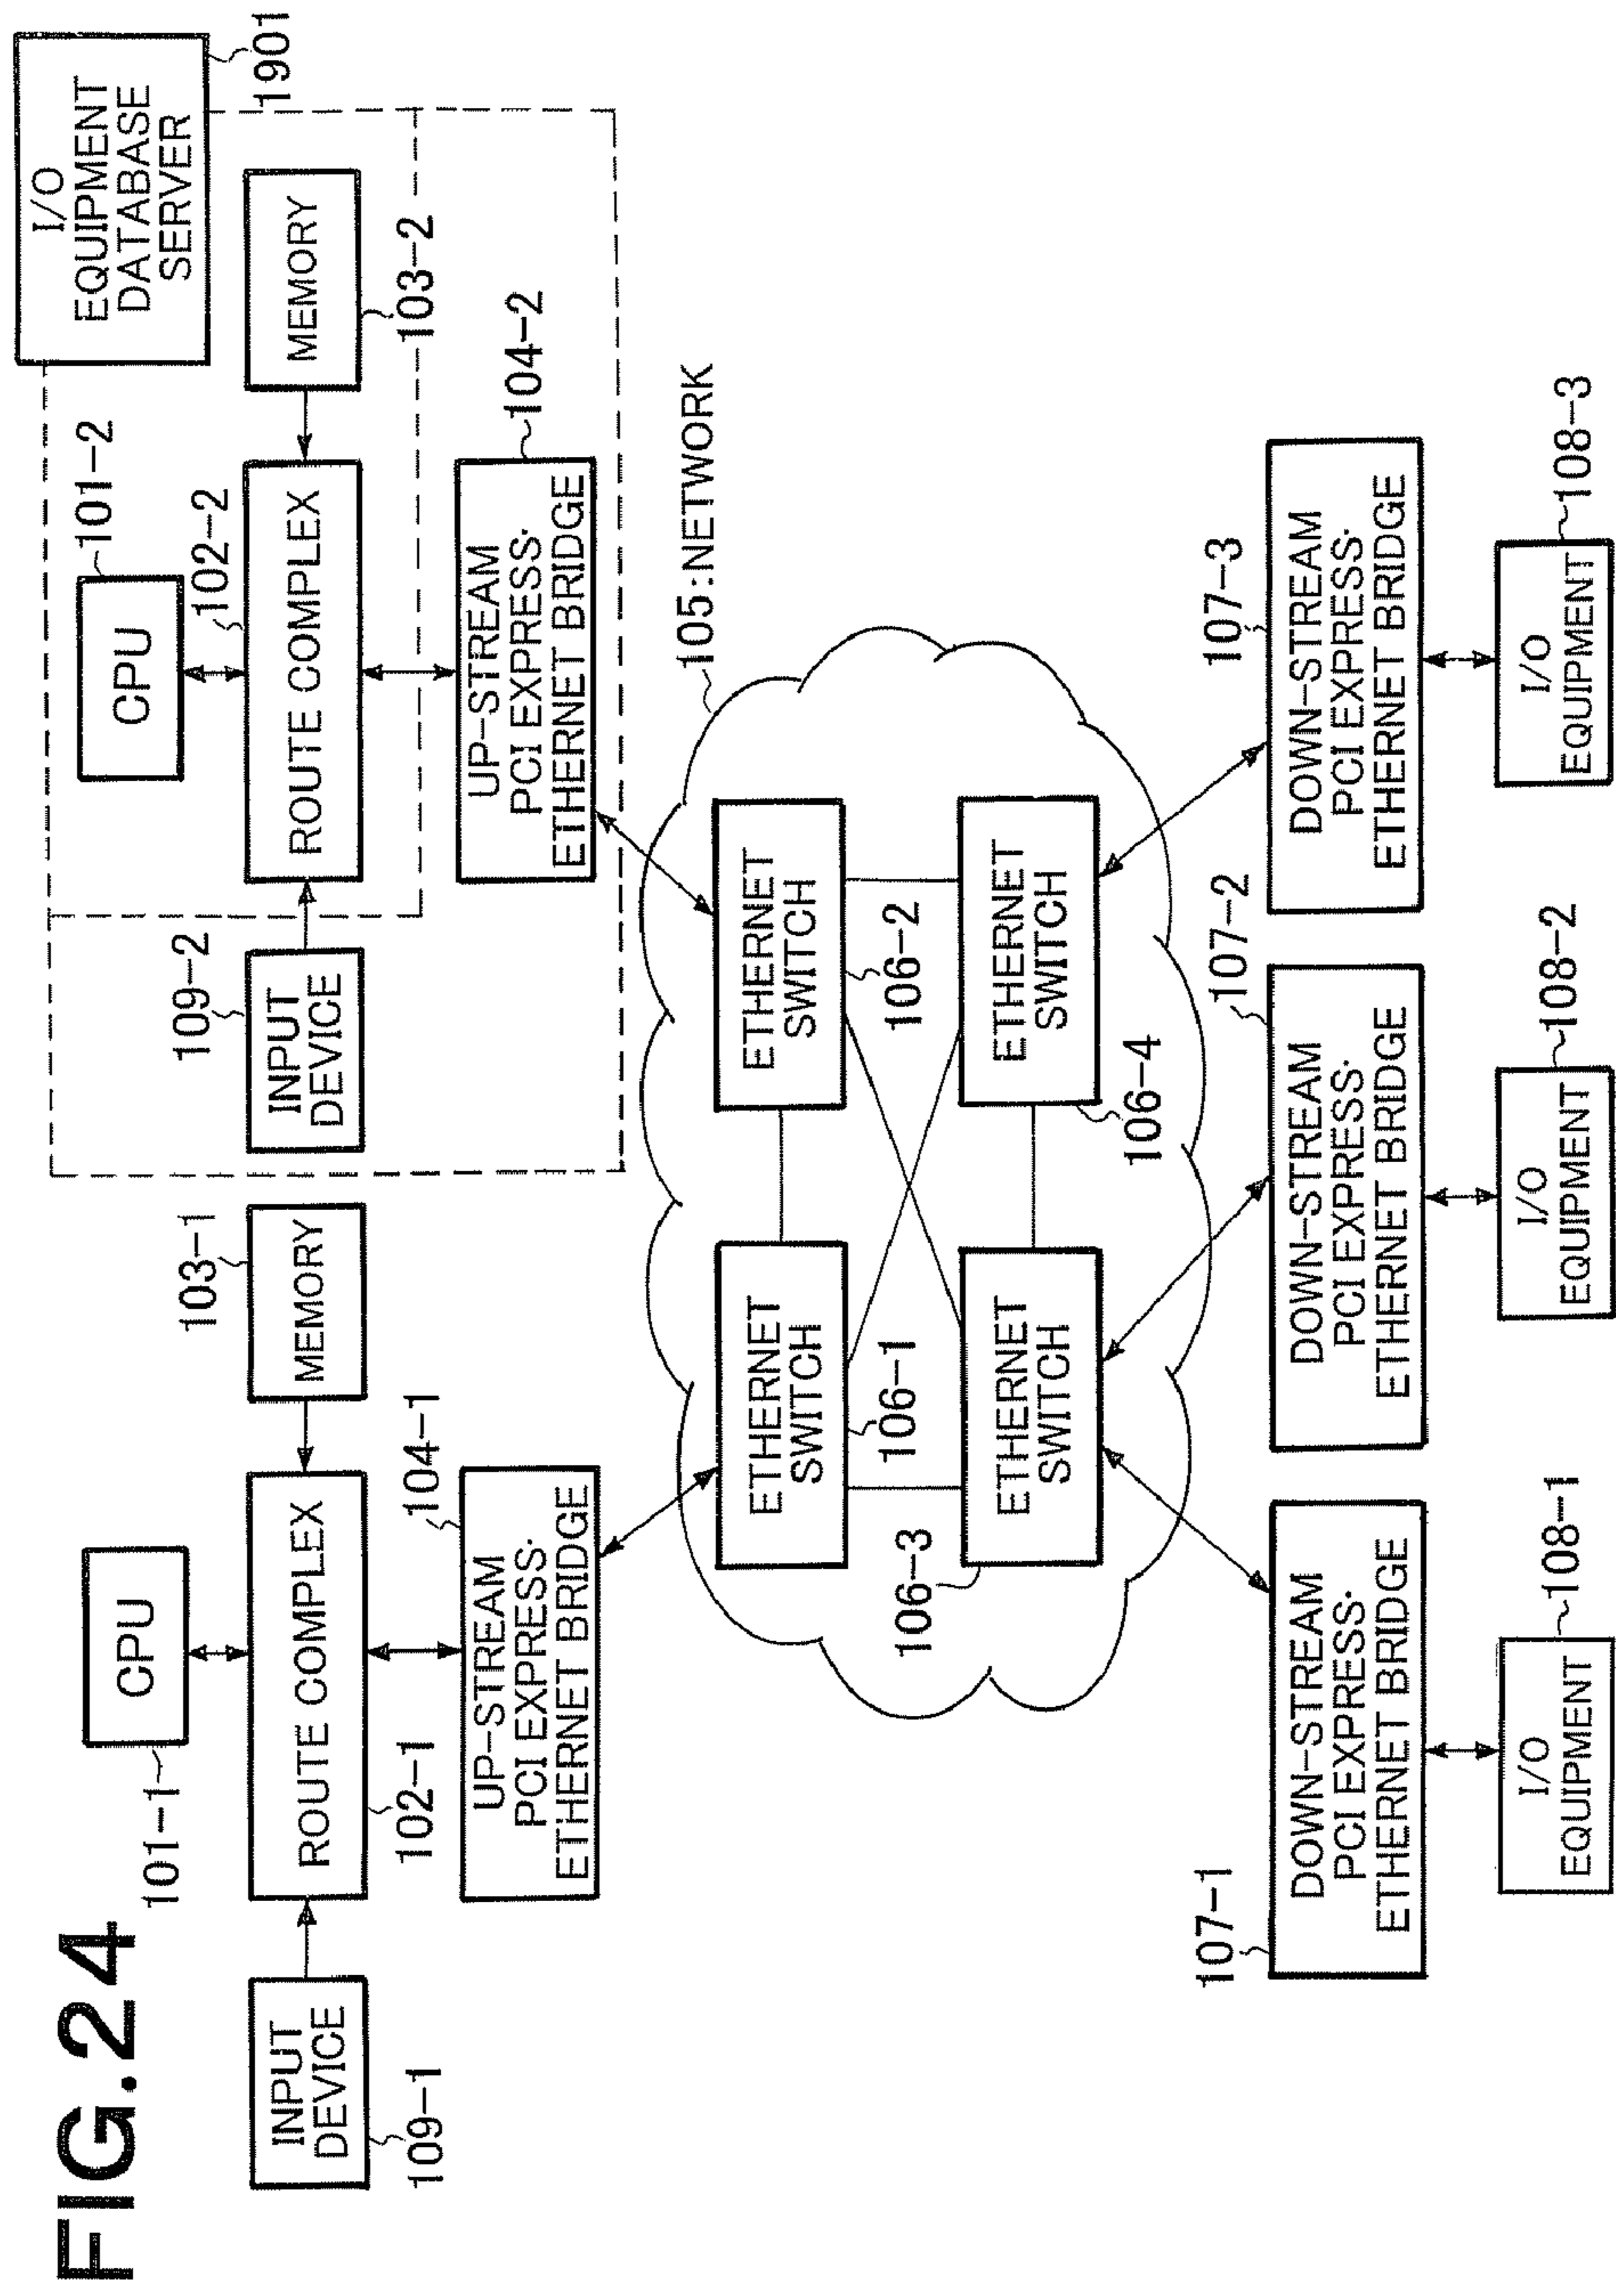 FIG.24
I/O
EQUIPMENT
DATABASE
SERVER
1901
101-1
CPU
CPU
101-2
102-2
109-2
103-1
INPUT
DEVICE
109-1
ROUTE COMPLEX
102-1
MEMORY
INPUT
DEVICE
ROUTE COMPLEX
MEMORY
103-2
104-1
UP-STREAM
PCI EXPRESS·
ETHERNET BRIDGE
UP-STREAM
PCI EXPRESS·
ETHERNET BRIDGE
104-2
105:NETWORK
ETHERNET
SWITCH
106-1
ETHERNET
SWITCH
106-2
106-3
ETHERNET
SWITCH
ETHERNET
SWITCH
106-4
107-1
DOWN-STREAM
PCI EXPRESS·
ETHERNET BRIDGE
107-2
DOWN-STREAM
PCI EXPRESS·
ETHERNET BRIDGE
107-3
DOWN-STREAM
PCI EXPRESS·
ETHERNET BRIDGE
I/O
EQUIPMENT
108-1
I/O
EQUIPMENT
108-2
I/O
EQUIPMENT
108-3